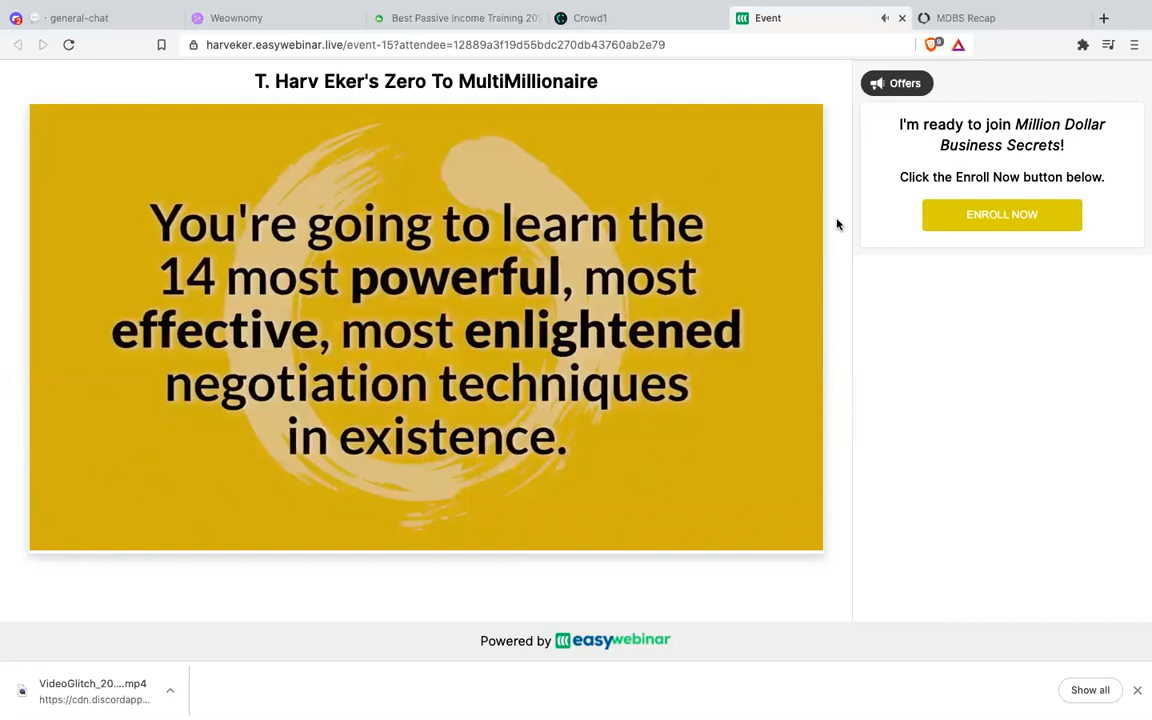 general-chat
Weownomy
Best Passive Income Training 20
Crowd1
Event
MDBS Recap
harveker.easywebinar.live/event-15?attendee=12889a3f19d55bdc270db43760ab2e79
T. Harv Eker's Zero To MultiMillionaire
You're going to learn the
14 most powerful, most
effective, most enlightened
negotiation techniques
in existence.
Offers
I'm ready to join Million Dollar
Business Secrets!
Click the Enroll Now button below.
ENROLL NOW
Powered by easywebinar
VideoGlitch_20....mp4
https://cdn.discordapp...
Show all